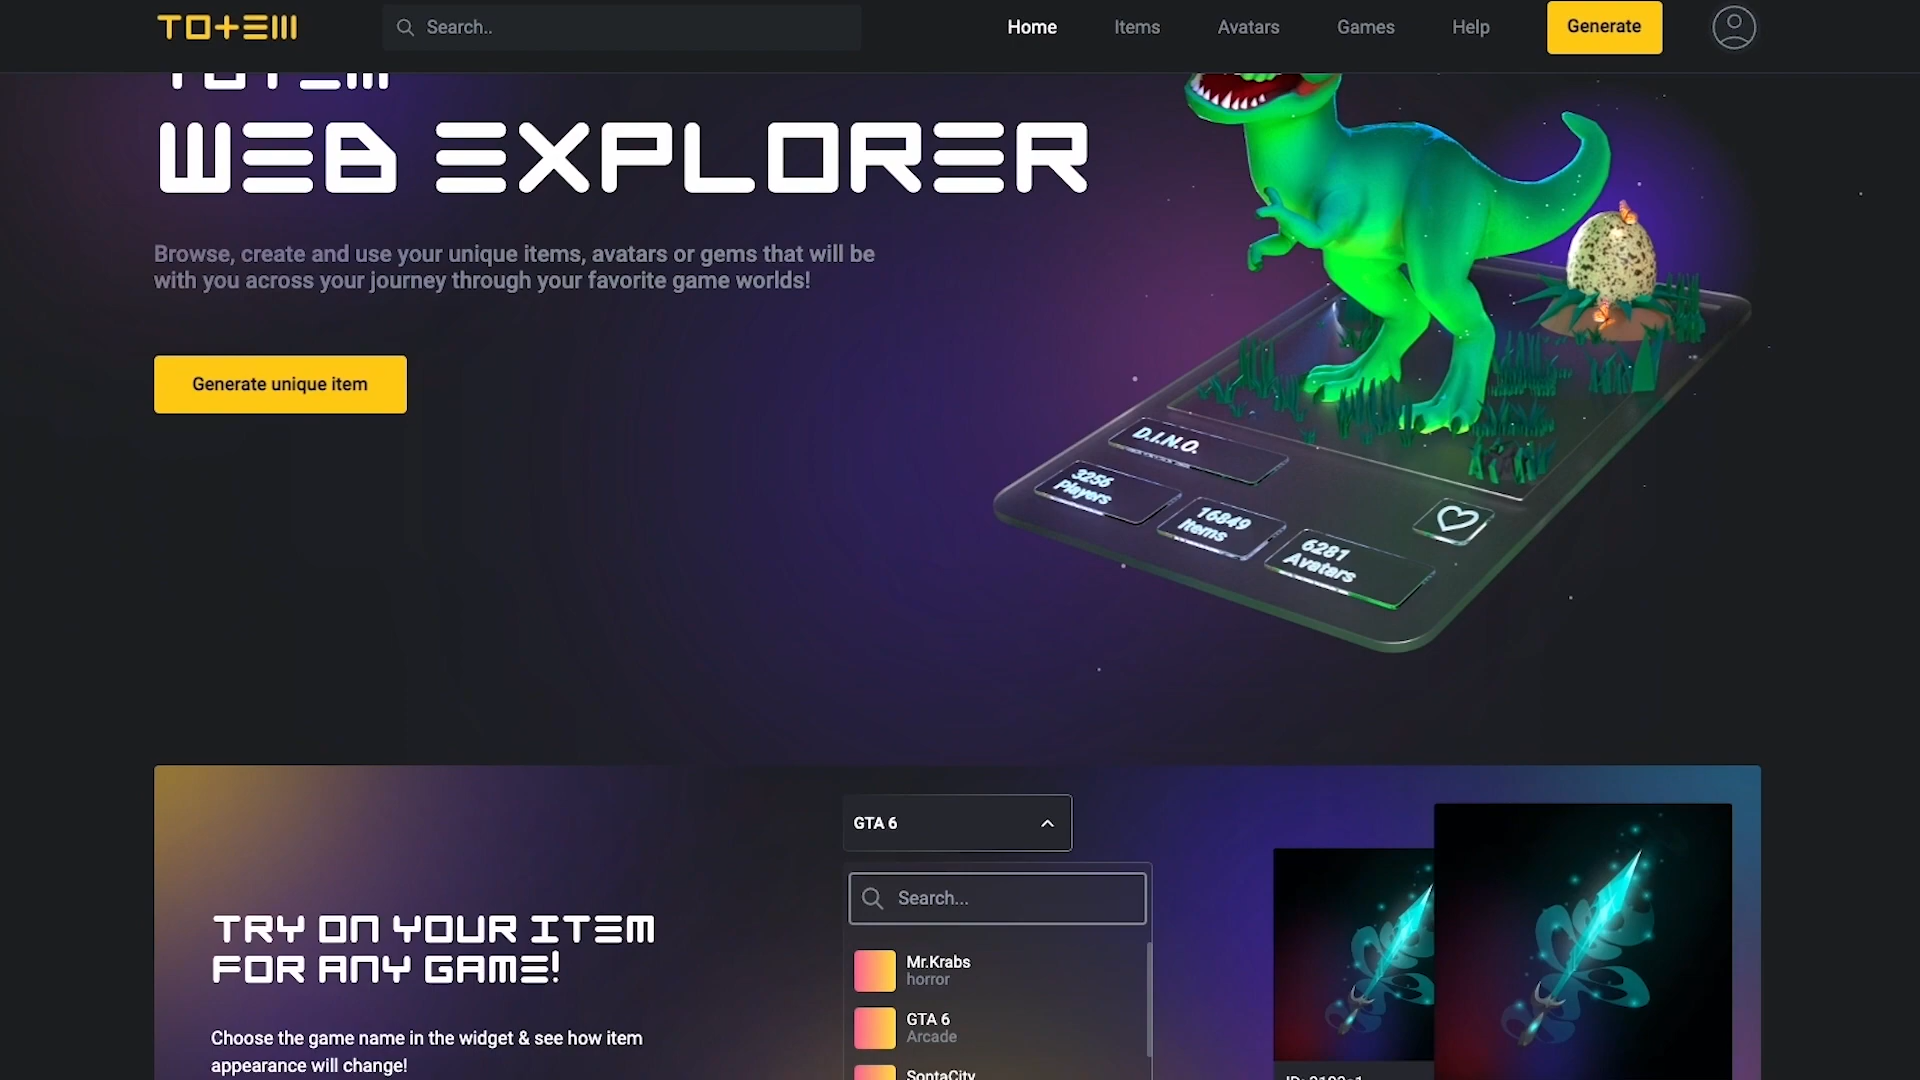 TOTEM
Search..
Home
Items
Avatars
Games
Help
Generate
TOTEM
WEB EXPLORER
Browse, create and use your unique items, avatars or gems that will be
with you across your journey through your favorite game worlds!
Generate unique item
D.I.N.O.
3256
Players
16849
Items
6281
Avatars
GTA 6
Search...
TRY ON YOUR ITEM
FOR ANY GAME!
Mr.Krabs
horror
GTA 6
Arcade
Choose the game name in the widget & see how item
appearance will change!
SontaCity